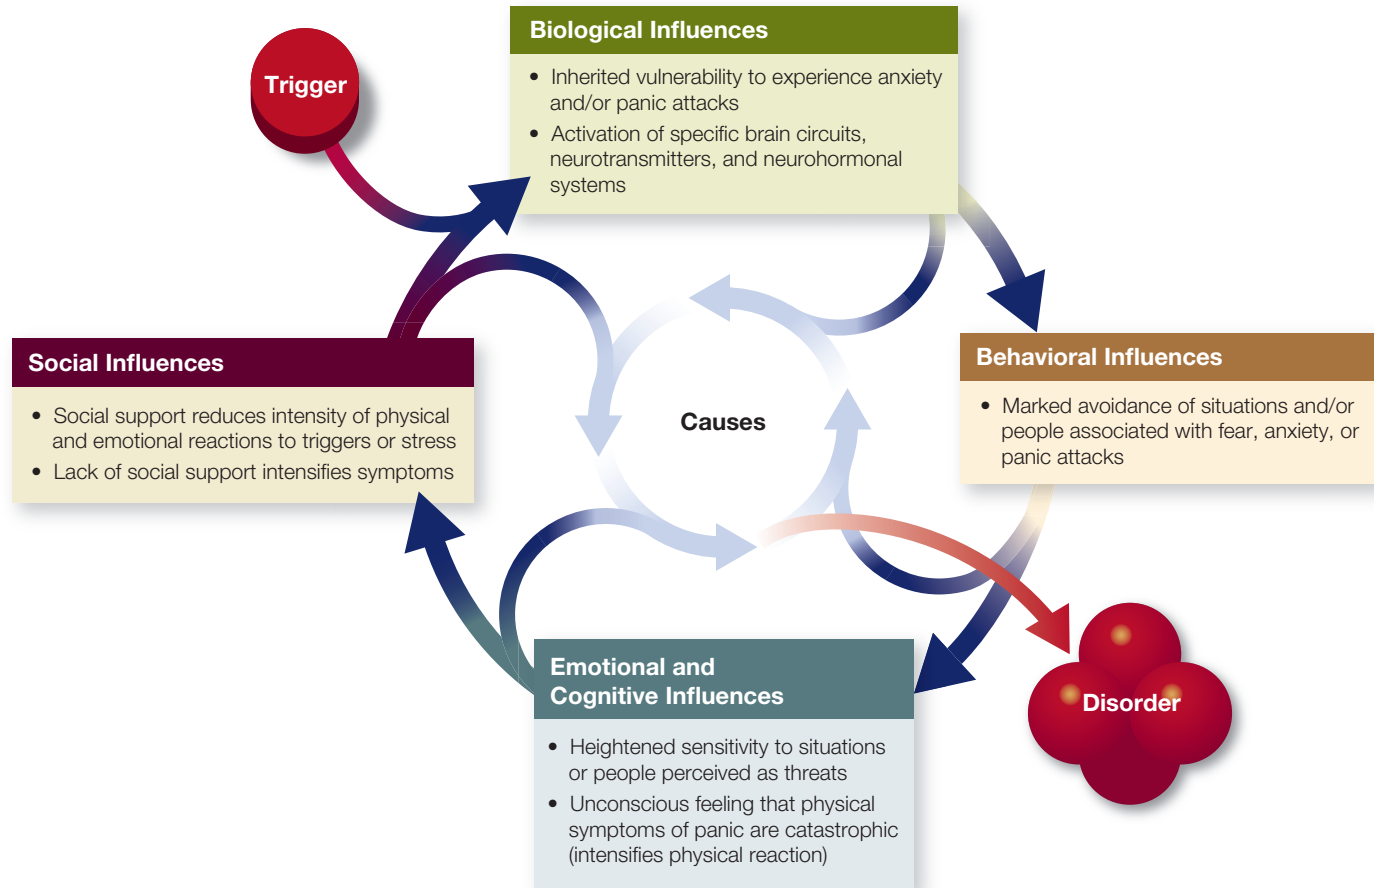 Trigger
Biological Influences
• Inherited vulnerability to experience anxiety
and/or panic attacks
• Activation of specific brain circuits,
neurotransmitters, and neurohormonal
systems
Social Influences
• Social support reduces intensity of physical
and emotional reactions to triggers or stress
• Lack of social support intensifies symptoms
Causes
Behavioral Influences
• Marked avoidance of situations and/or
people associated with fear, anxiety, or
panic attacks
Emotional and
Cognitive Influences
• Heightened sensitivity to situations
or people perceived as threats
• Unconscious feeling that physical
symptoms of panic are catastrophic
(intensifies physical reaction)
Disorder